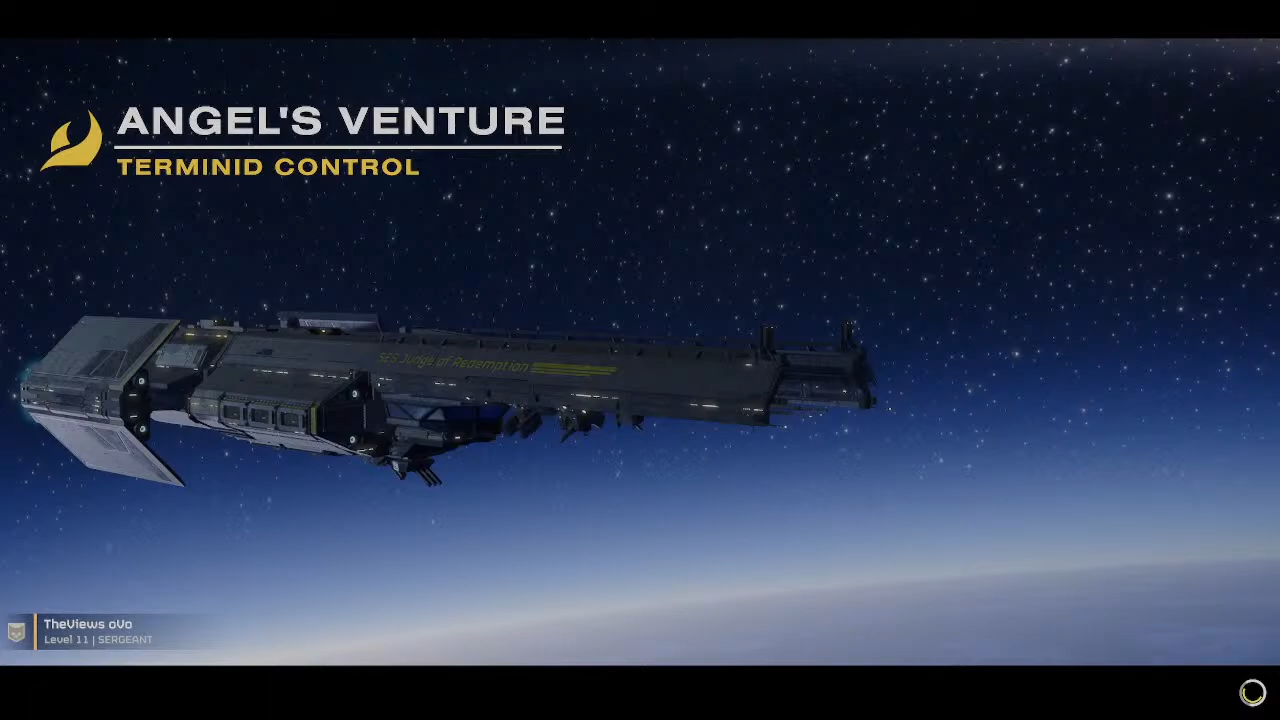 ANGEL'S VENTURE
TERMINID CONTROL
SES Judge of Redemption
TheViews oVo
Level 11 | SERGEANT